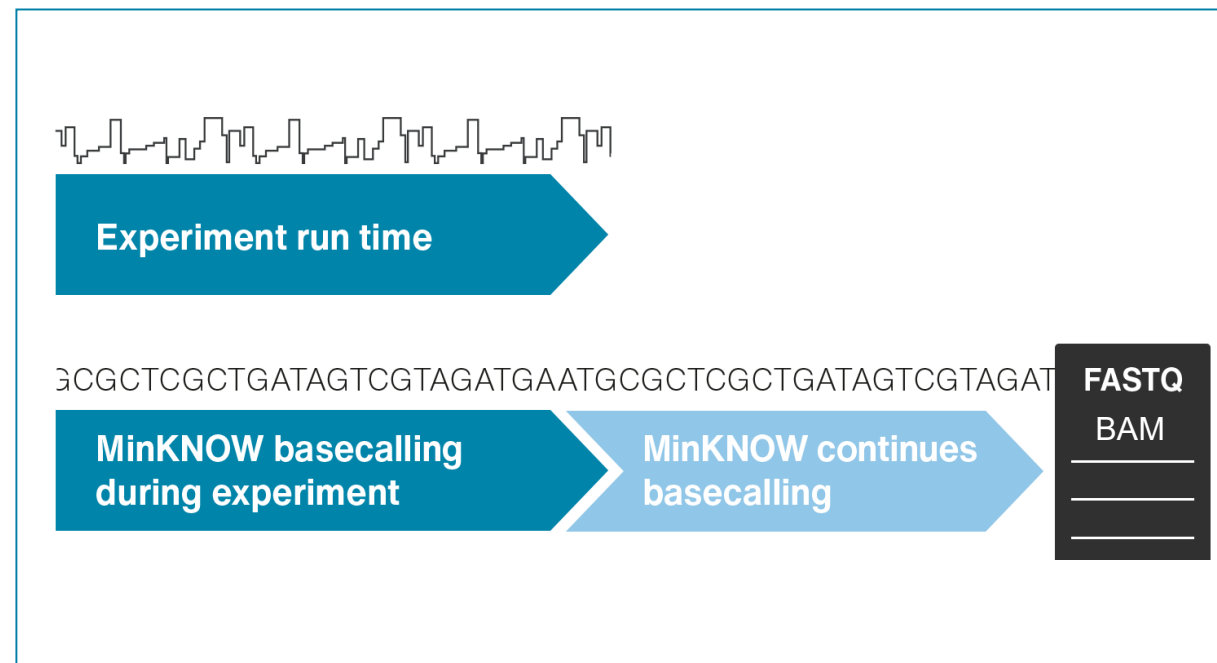 Experiment run time
GCGCTCGCTGATAGTCGTAGATGAATGCGCTCGCTGATAGTCGTAGAT
FASTQ
BAM
MinKNOW basecalling
during experiment
MinKNOW continues
basecalling